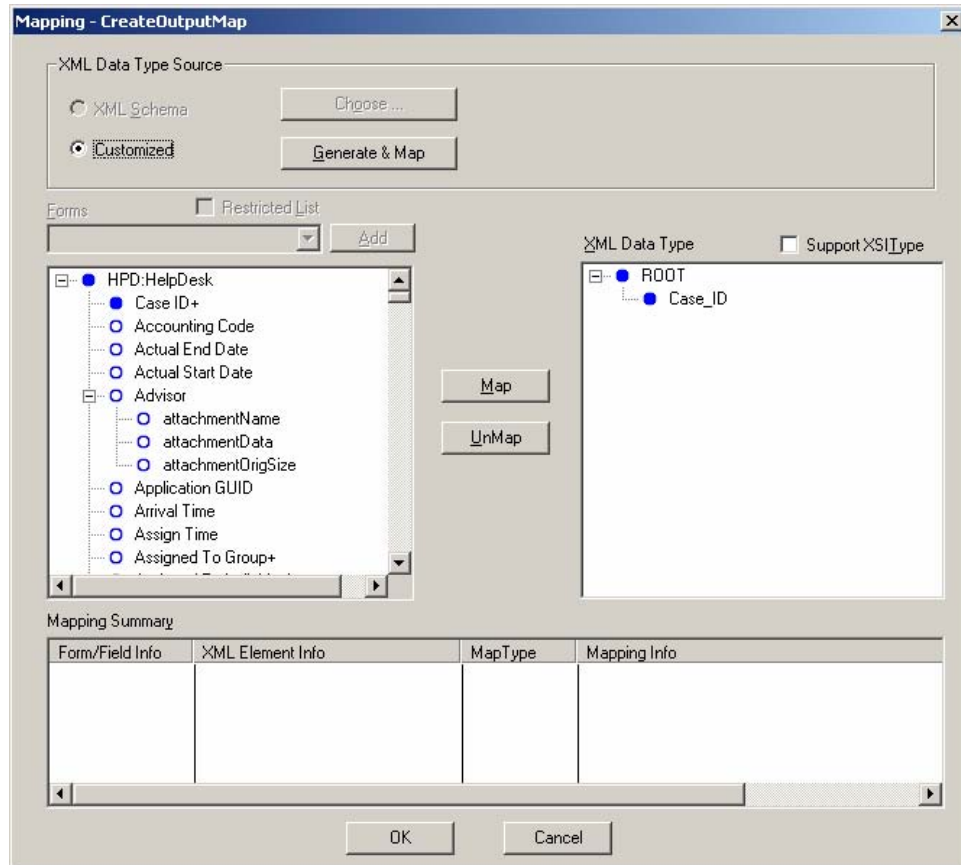 Mapping - CreateOutputMap
XML Data Type Source
XML Schema
Choose ...
Customized
Generate & Map
Forms
Restricted List
Add
XML Data Type
Support XSIType
HPD:HelpDesk
Case ID+
Accounting Code
Actual End Date
Actual Start Date
Advisor
attachmentName
attachmentData
attachmentOrigSize
Application GUID
Arrival Time
Assign Time
Assigned To Group+
ROOT
Case_ID
Map
UnMap
Mapping Summary
Form/Field Info XML Element Info MapType Mapping Info
OK Cancel